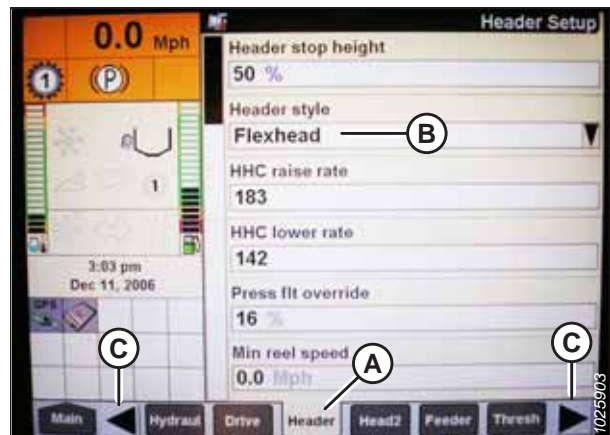 0.0 Mph
1
P
1
3:03 pm
Dec 11, 2006
GPS
Header Setup
Header stop height
50 %
Header style
Flexhead
B
HHC raise rate
183
HHC lower rate
142
Press flt override
16 %
Min reel speed
0.0 Mph
A
C
C
Main
Hydraul
Drive
Header
Head2
Feeder
Thresh
1025903